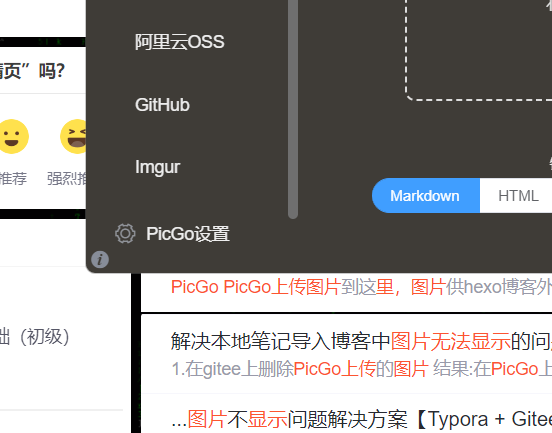 阿里云OSS
GitHub
Imgur
PicGo设置
Markdown
HTML
页”吗？
推荐
强烈推
础（初级）
PicGo PicGo上传图片到这里，图片供hexo博客外
解决本地笔记导入博客中图片无法显示的问
1.在gitee上删除PicGo上传的图片 结果:在PicGo上
...图片不显示问题解决方案【Typora + Gitee